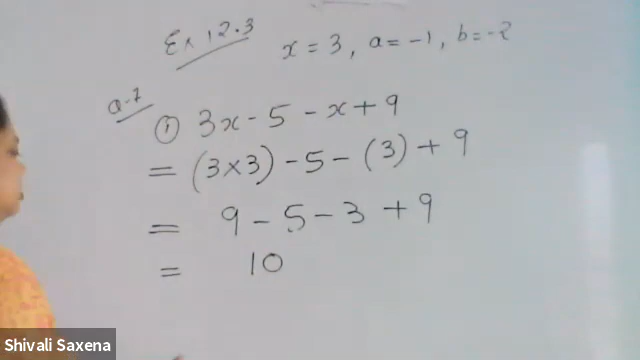 Ex 12.3
x = 3, a = -1, b = -2
Q-7
(i) 3x - 5 - x + 9
= (3×3) - 5 - (3) + 9
= 9 - 5 - 3 + 9
= 10
Shivali Saxena